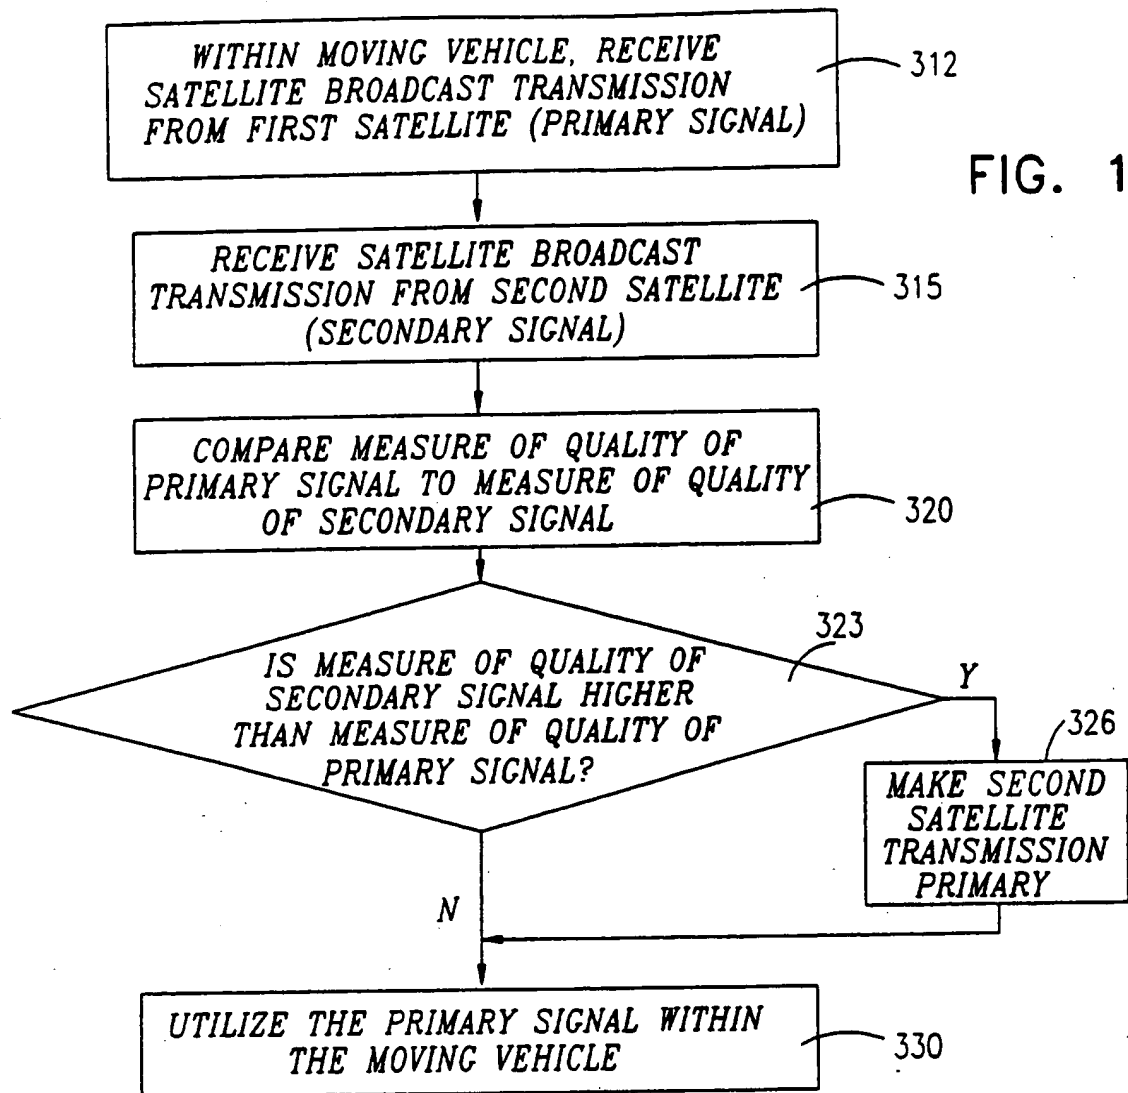 WITHIN MOVING VEHICLE, RECEIVE
SATELLITE BROADCAST TRANSMISSION
FROM FIRST SATELLITE (PRIMARY SIGNAL)
312
FIG. 1
RECEIVE SATELLITE BROADCAST
TRANSMISSION FROM SECOND SATELLITE
(SECONDARY SIGNAL)
315
COMPARE MEASURE OF QUALITY OF
PRIMARY SIGNAL TO MEASURE OF QUALITY
OF SECONDARY SIGNAL
320
323
IS MEASURE OF QUALITY OF
SECONDARY SIGNAL HIGHER
THAN MEASURE OF QUALITY OF
PRIMARY SIGNAL?
Y
326
MAKE SECOND
SATELLITE
TRANSMISSION
PRIMARY
N
UTILIZE THE PRIMARY SIGNAL WITHIN
THE MOVING VEHICLE
330